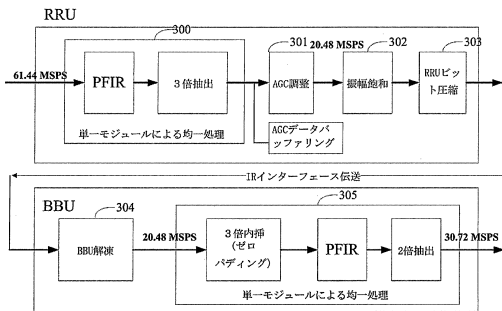 RRU
300
61.44 MSPS
PFIR
3倍抽出
単一モジュールによる均一処理
301
20.48 MSPS
302
303
AGC調整
振幅飽和
RRUビッ
ト圧縮
AGCデータバ
ッファリング
IRインターフェース伝送
BBU
304
305
BBU解凍
20.48 MSPS
3倍内挿
(ゼロ
パディング)
PFIR
2倍抽出
30.72 MSPS
単一モジュールによる均一処理